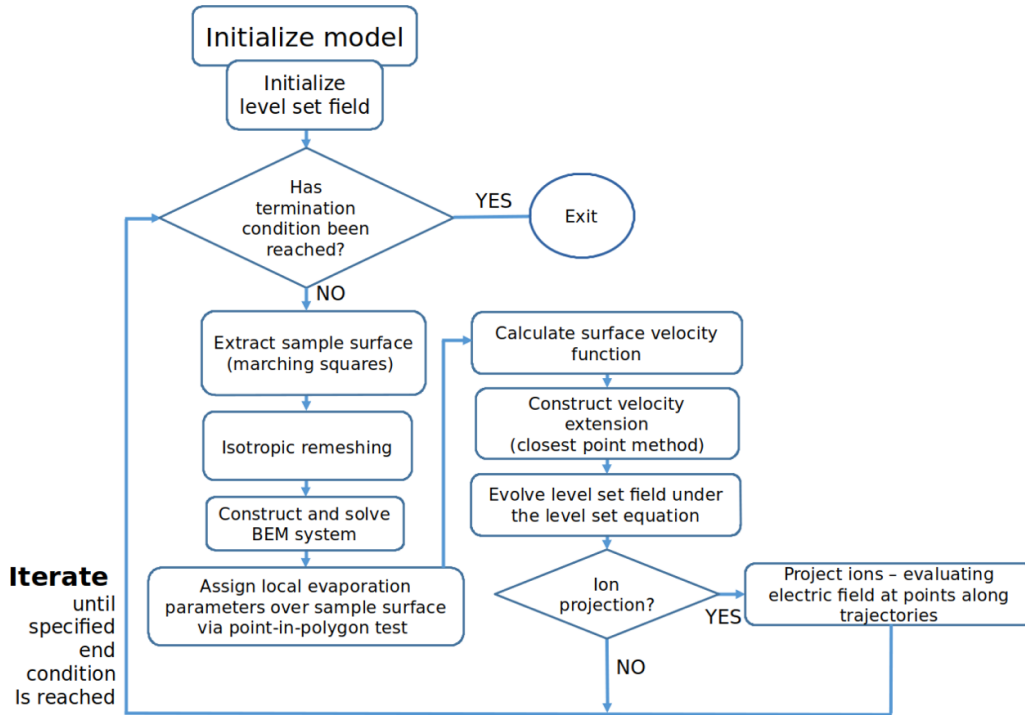 Initialize model
Initialize
level set field
Has
termination
condition been
reached?
YES
Exit
NO
Extract sample surface
(marching squares)
Isotropic remeshing
Construct and solve
BEM system
Assign local evaporation
parameters over sample surface
via point-in-polygon test
Calculate surface velocity
function
Construct velocity
extension
(closest point method)
Evolve level set field under
the level set equation
Ion
projection?
YES
Project ions – evaluating
electric field at points along
trajectories
NO
Iterate
until
specified
end
condition
Is reached